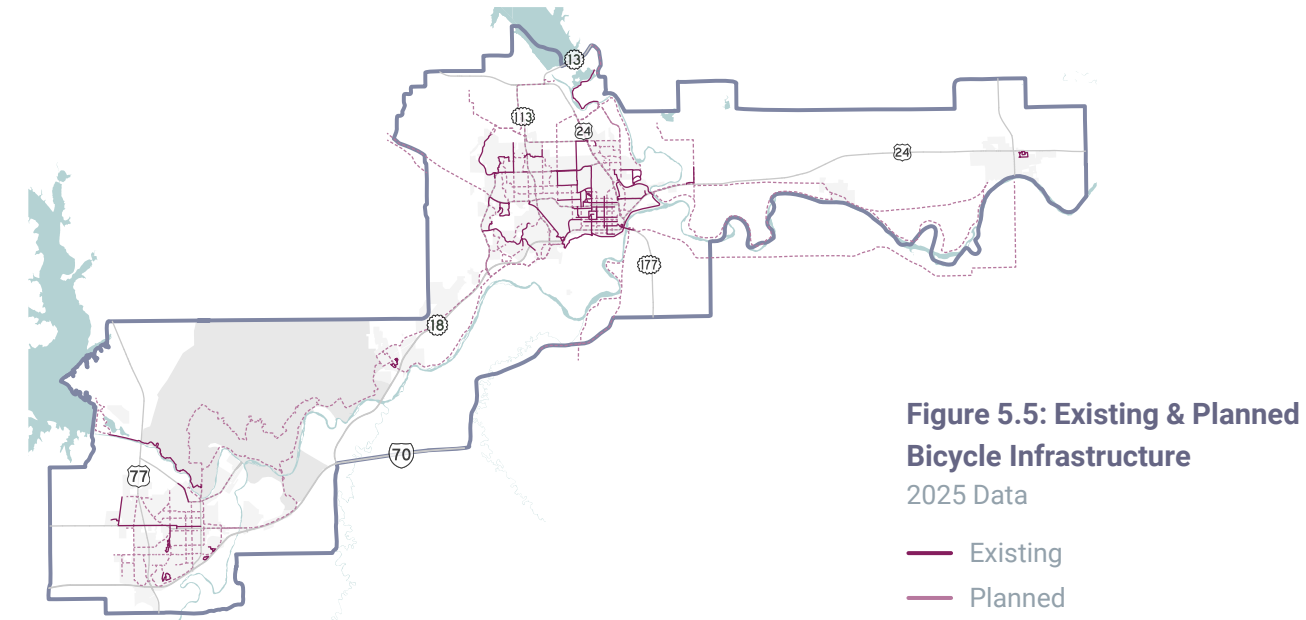 13
113
24
24
177
18
70
77
Figure 5.5: Existing & Planned
Bicycle Infrastructure
2025 Data
Existing
Planned